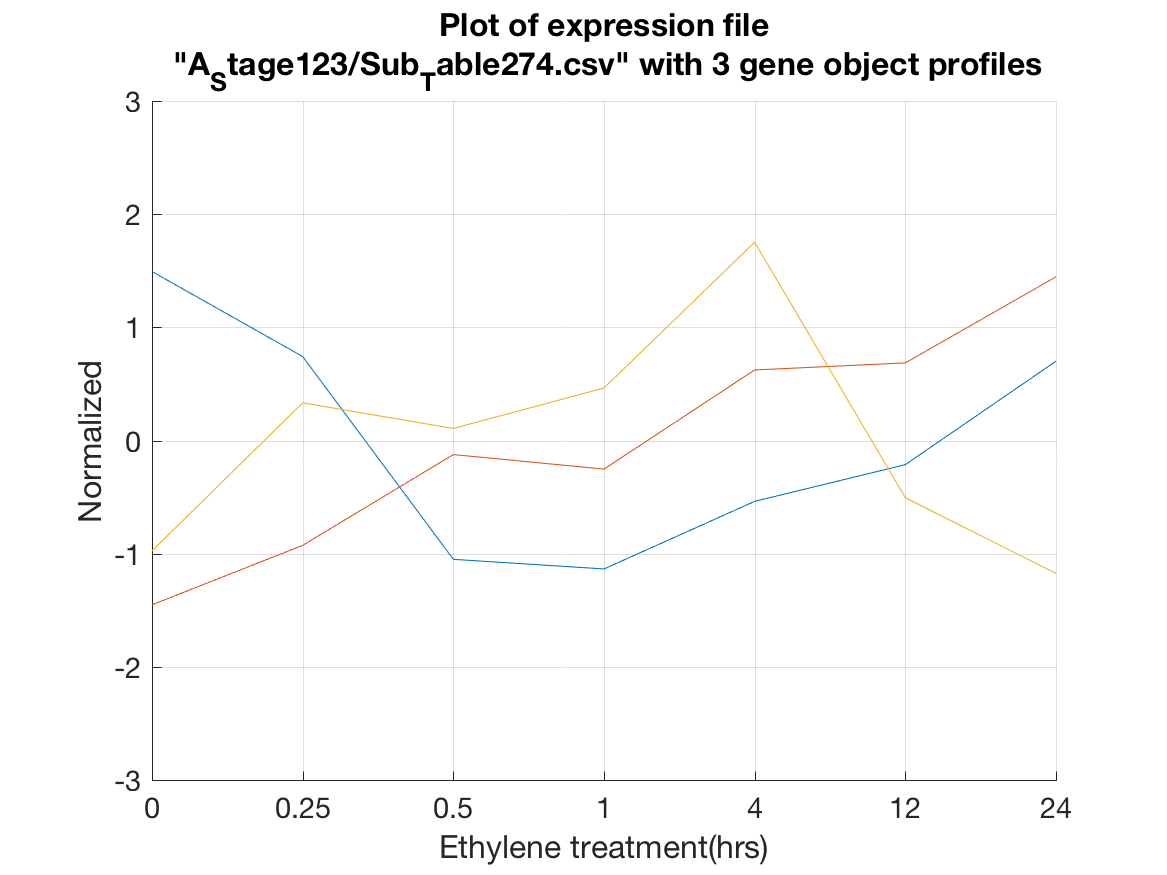 Plot of expression file
"A_Stage123/Sub_Table274.csv" with 3 gene object profiles
3
2
1
0
-1
-2
-3
Normalized
0 0.25 0.5 1 4 12 24
Ethylene treatment(hrs)